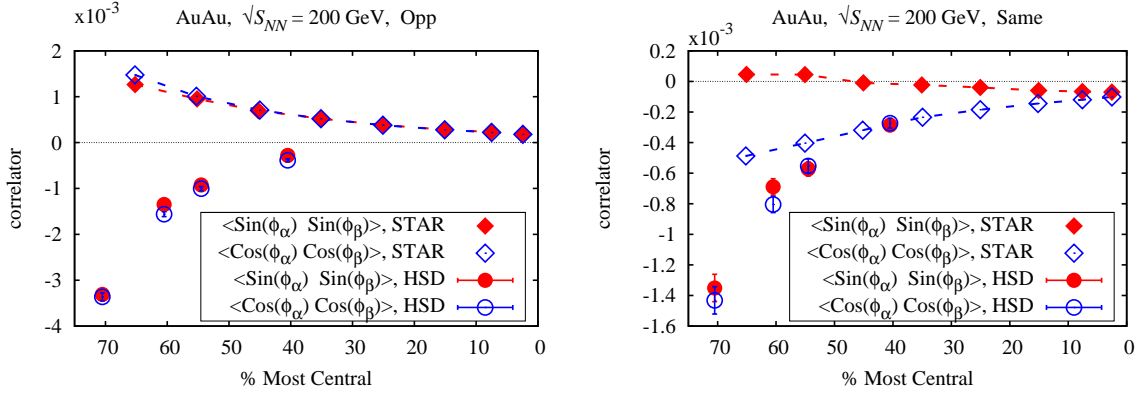 AuAu, √S_NN = 200 GeV, Opp
x10^-3
2
1
0
-1
-2
-3
-4
correlator
<Sin(ϕ_α) Sin(ϕ_β)>, STAR
<Cos(ϕ_α) Cos(ϕ_β)>, STAR
<Sin(ϕ_α) Sin(ϕ_β)>, HSD
<Cos(ϕ_α) Cos(ϕ_β)>, HSD
70 60 50 40 30 20 10 0
% Most Central
AuAu, √S_NN = 200 GeV, Same
x10^-3
0.2
0
-0.2
-0.4
-0.6
-0.8
-1
-1.2
-1.4
-1.6
correlator
<Sin(ϕ_α) Sin(ϕ_β)>, STAR
<Cos(ϕ_α) Cos(ϕ_β)>, STAR
<Sin(ϕ_α) Sin(ϕ_β)>, HSD
<Cos(ϕ_α) Cos(ϕ_β)>, HSD
70 60 50 40 30 20 10 0
% Most Central